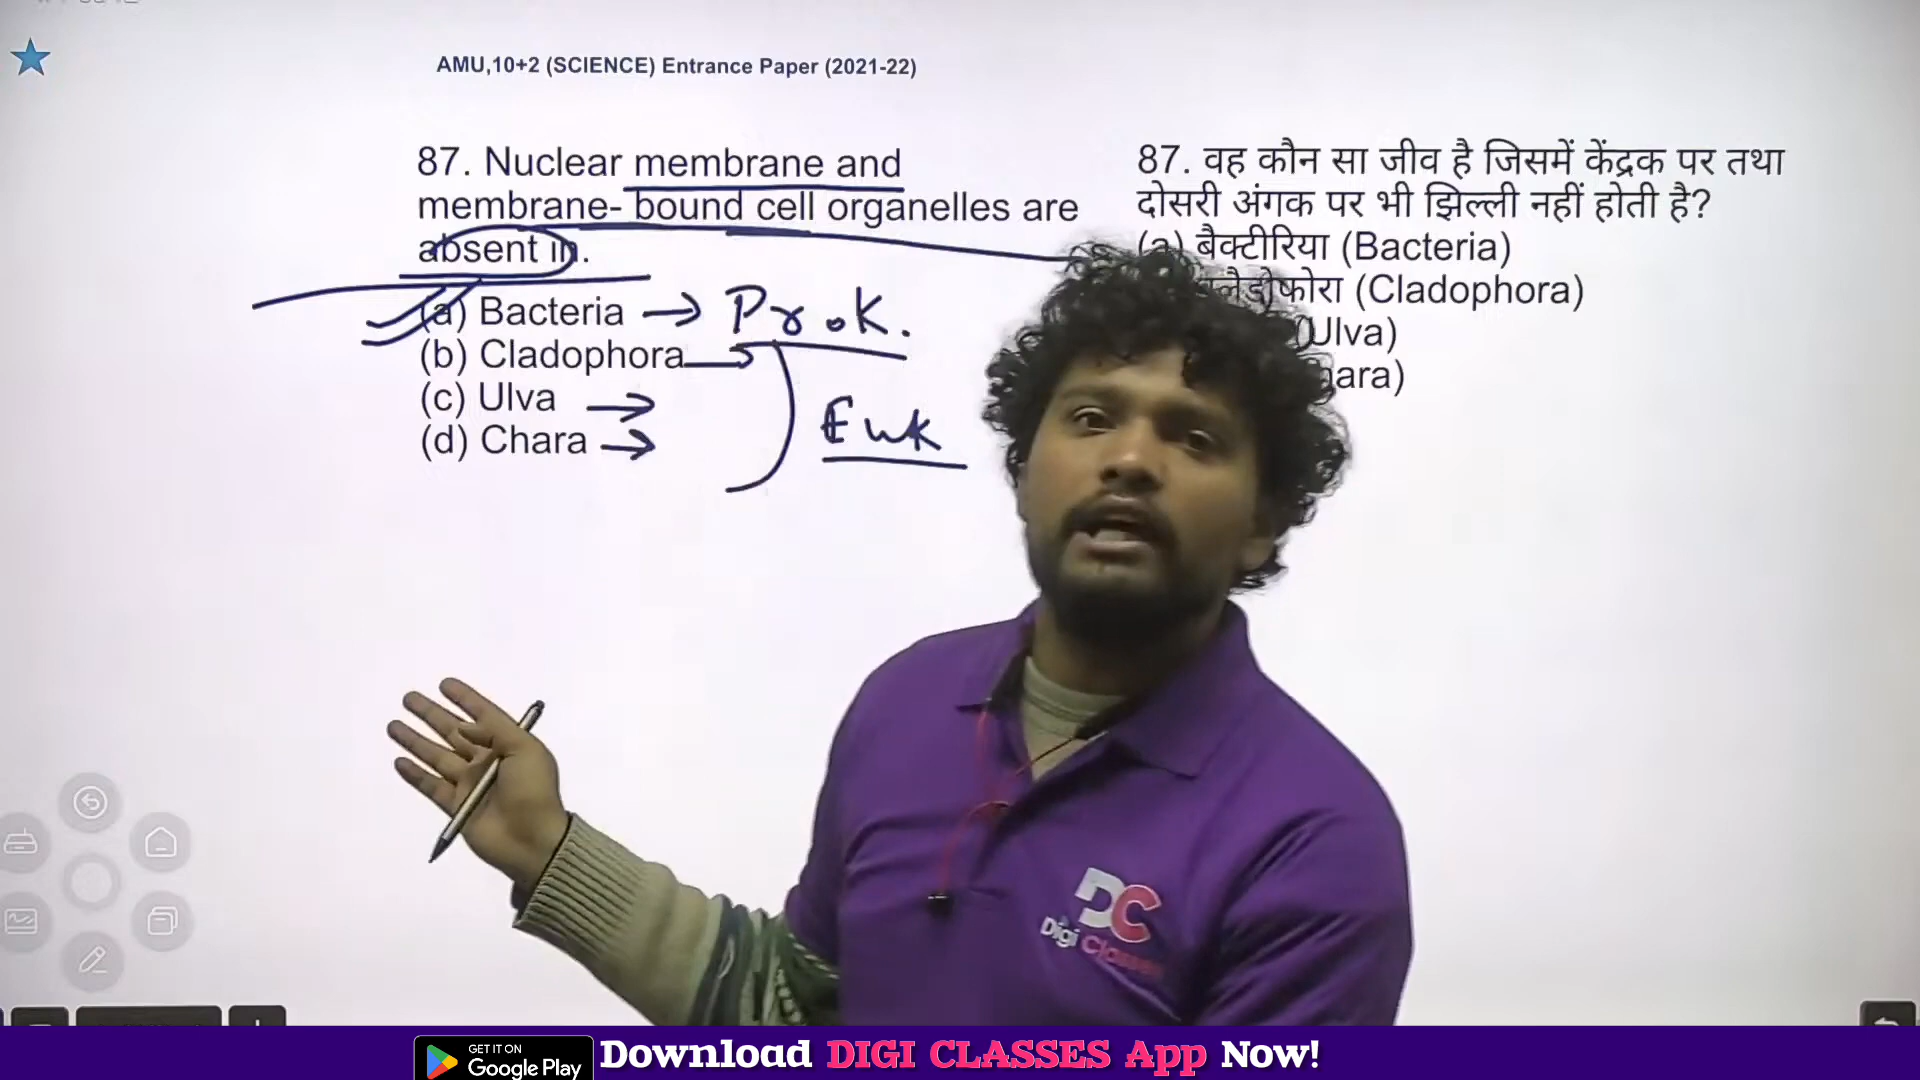 AMU,10+2 (SCIENCE) Entrance Paper (2021-22)
87. Nuclear membrane and
membrane- bound cell organelles are
absent in.
(a) Bacteria → Prok.
(b) Cladophora →
(c) Ulva →
(d) Chara →
Euk
87. वह कौन सा जीव है जिसमें केंद्रक पर तथा
दोसरी अंगक पर भी झिल्ली नहीं होती है?
(a) बैक्टीरिया (Bacteria)
(Cladophora)
(Ulva)
DC
Digi Classes
GET IT ON
Google Play
Download DIGI CLASSES App Now!